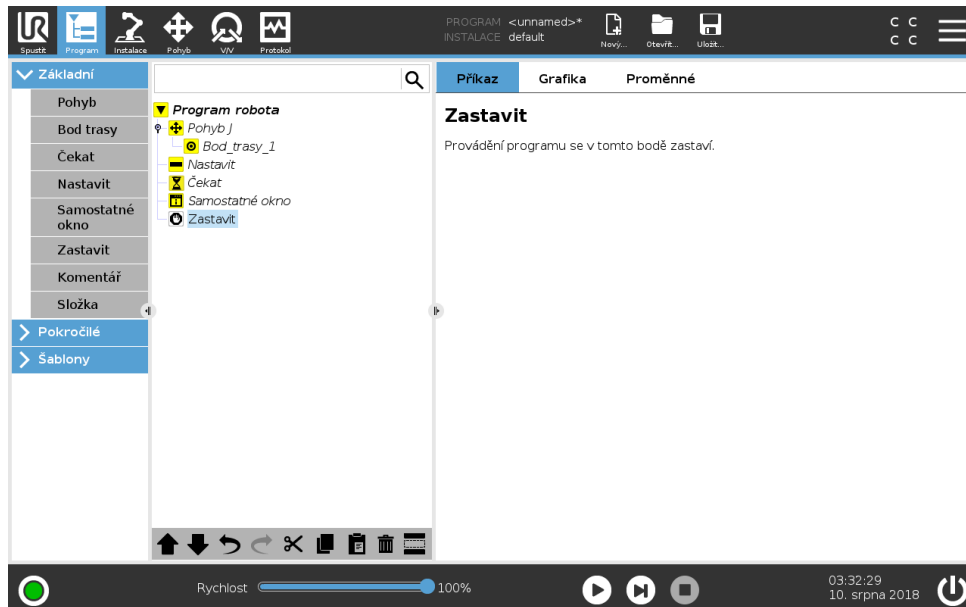 PROGRAM <unnamed>*
INSTALACE default
Spustit
Program
Instalace
Pohyb
V/V
Protokol
Nový...
Otevřít...
Uložit...
C C
C C
Základní
Pohyb
Bod trasy
Čekat
Nastavit
Samostatné
okno
Zastavit
Komentář
Složka
Pokročilé
Šablony
Program robota
Pohyb J
Bod_trasy_1
Nastavit
Čekat
Samostatné okno
Zastavit
Příkaz
Grafika
Proměnné
Zastavit
Provádění programu se v tomto bodě zastaví.
Rychlost
100%
03:32:29
10. srpna 2018